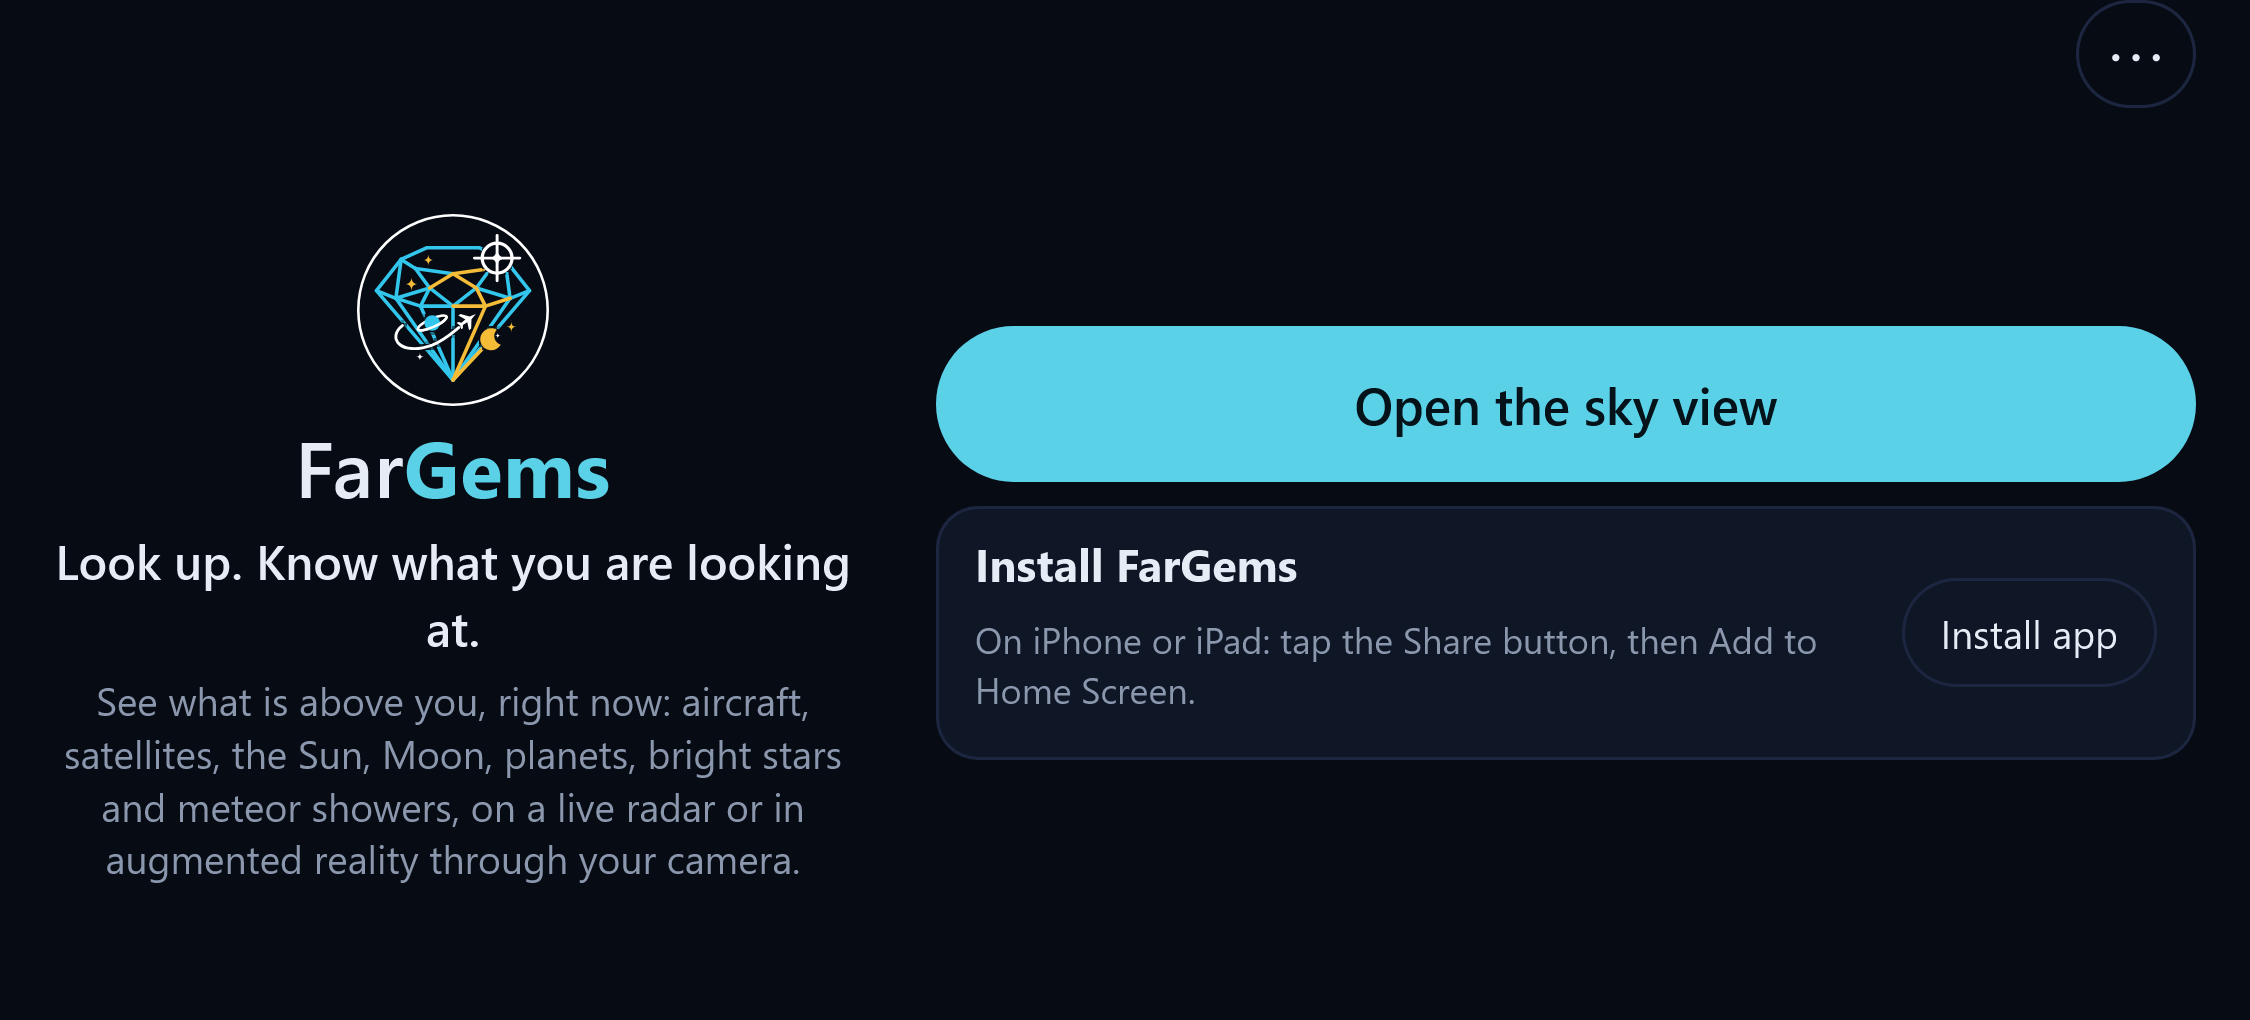 ...
FarGems
Look up. Know what you are looking
at.
See what is above you, right now: aircraft,
satellites, the Sun, Moon, planets, bright stars
and meteor showers, on a live radar or in
augmented reality through your camera.
Open the sky view
Install FarGems
On iPhone or iPad: tap the Share button, then Add to
Home Screen.
Install app